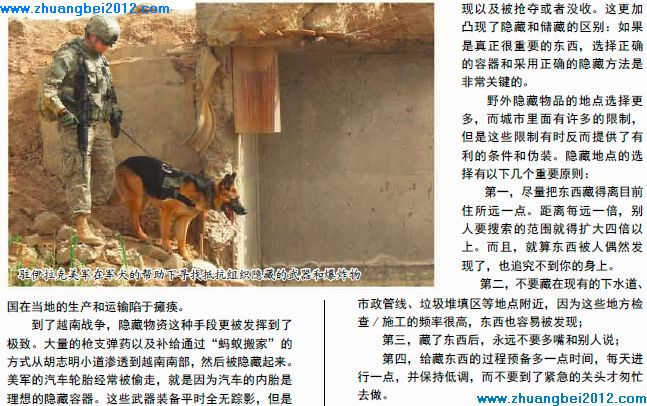 www.zhuangbei2012.com
驻伊拉克美军在军犬的帮助下寻找抵抗组织隐藏的武器和爆炸物
国在当地的生产和运输陷于瘫痪。
到了越南战争，隐藏物资这种手段更被发挥到了
极致。大量的枪支弹药以及补给通过“蚂蚁搬家”的
方式从胡志明小道渗透到越南南部，然后被隐藏起来。
美军的汽车轮胎经常被偷走，就是因为汽车的内胎是
理想的隐藏容器。这些武器装备平时全无踪影，但是
www.zhuangbei2012.com
现以及被抢夺或者没收。这更加
凸现了隐藏和储藏的区别：如果
是真正很重要的东西，选择正确
的容器和采用正确的隐藏方法是
非常关键的。
野外隐藏物品的地点选择更
多，而城市里面有许多的限制，
但是这些限制有时反而提供了有
利的条件和伪装。隐藏地点的选
择有以下几个重要原则：
第一，尽量把东西藏得离目前
住所远一点。距离每远一倍，别
人要搜索的范围就得扩大四倍以
上。而且，就算东西被人偶然发
现了，也追究不到你的身上。
第二，不要藏在现有的下水道、
市政管线、垃圾堆填区等地点附近，因为这些地方检
查／施工的频率很高，东西也容易被发现；
第三，藏了东西后，永远不要多嘴和别人说；
第四，给藏东西的过程预备多一点时间，每天进
行一点，并保持低调，而不要到了紧急的关头才匆忙
去做。
www.zhuangbei2012.com